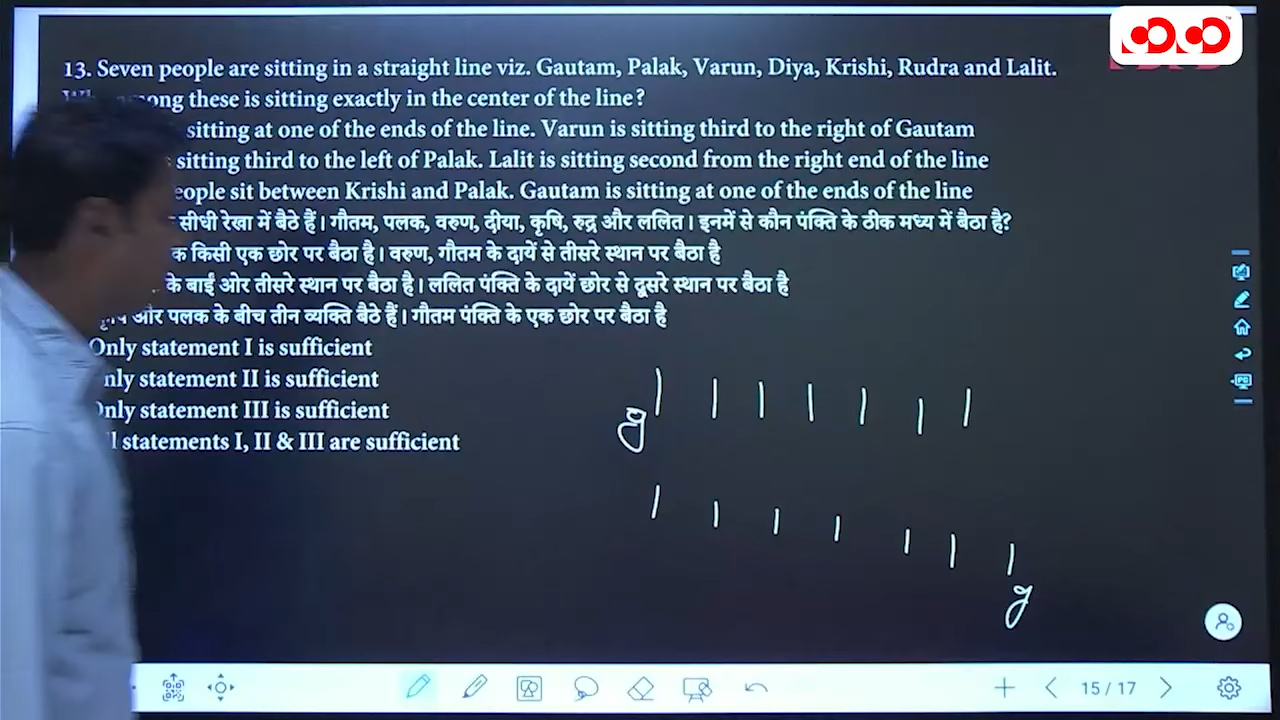 13. Seven people are sitting in a straight line viz. Gautam, Palak, Varun, Diya, Krishi, Rudra and Lalit.
among these is sitting exactly in the center of the line?
sitting at one of the ends of the line. Varun is sitting third to the right of Gautam
sitting third to the left of Palak. Lalit is sitting second from the right end of the line
people sit between Krishi and Palak. Gautam is sitting at one of the ends of the line
सीधी रेखा में बैठे हैं। गौतम, पलक, वरुण, दीया, कृषि, रुद्र और ललित। इनमें से कौन पंक्ति के ठीक मध्य में बैठा है?
किसी एक छोर पर बैठा है। वरुण, गौतम के दायें से तीसरे स्थान पर बैठा है
के बाईं ओर तीसरे स्थान पर बैठा है। ललित पंक्ति के दायें छोर से दूसरे स्थान पर बैठा है
और पलक के बीच तीन व्यक्ति बैठे हैं। गौतम पंक्ति के एक छोर पर बैठा है
Only statement I is sufficient
Only statement II is sufficient
Only statement III is sufficient
statements I, II & III are sufficient
g
g
15 / 17